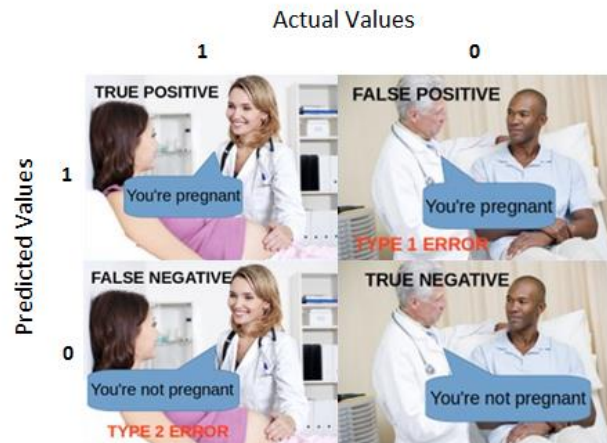 Actual Values
1
0
Predicted Values
1
TRUE POSITIVE
You're pregnant
FALSE POSITIVE
You're pregnant
TYPE 1 ERROR
0
FALSE NEGATIVE
You're not pregnant
TYPE 2 ERROR
TRUE NEGATIVE
You're not pregnant